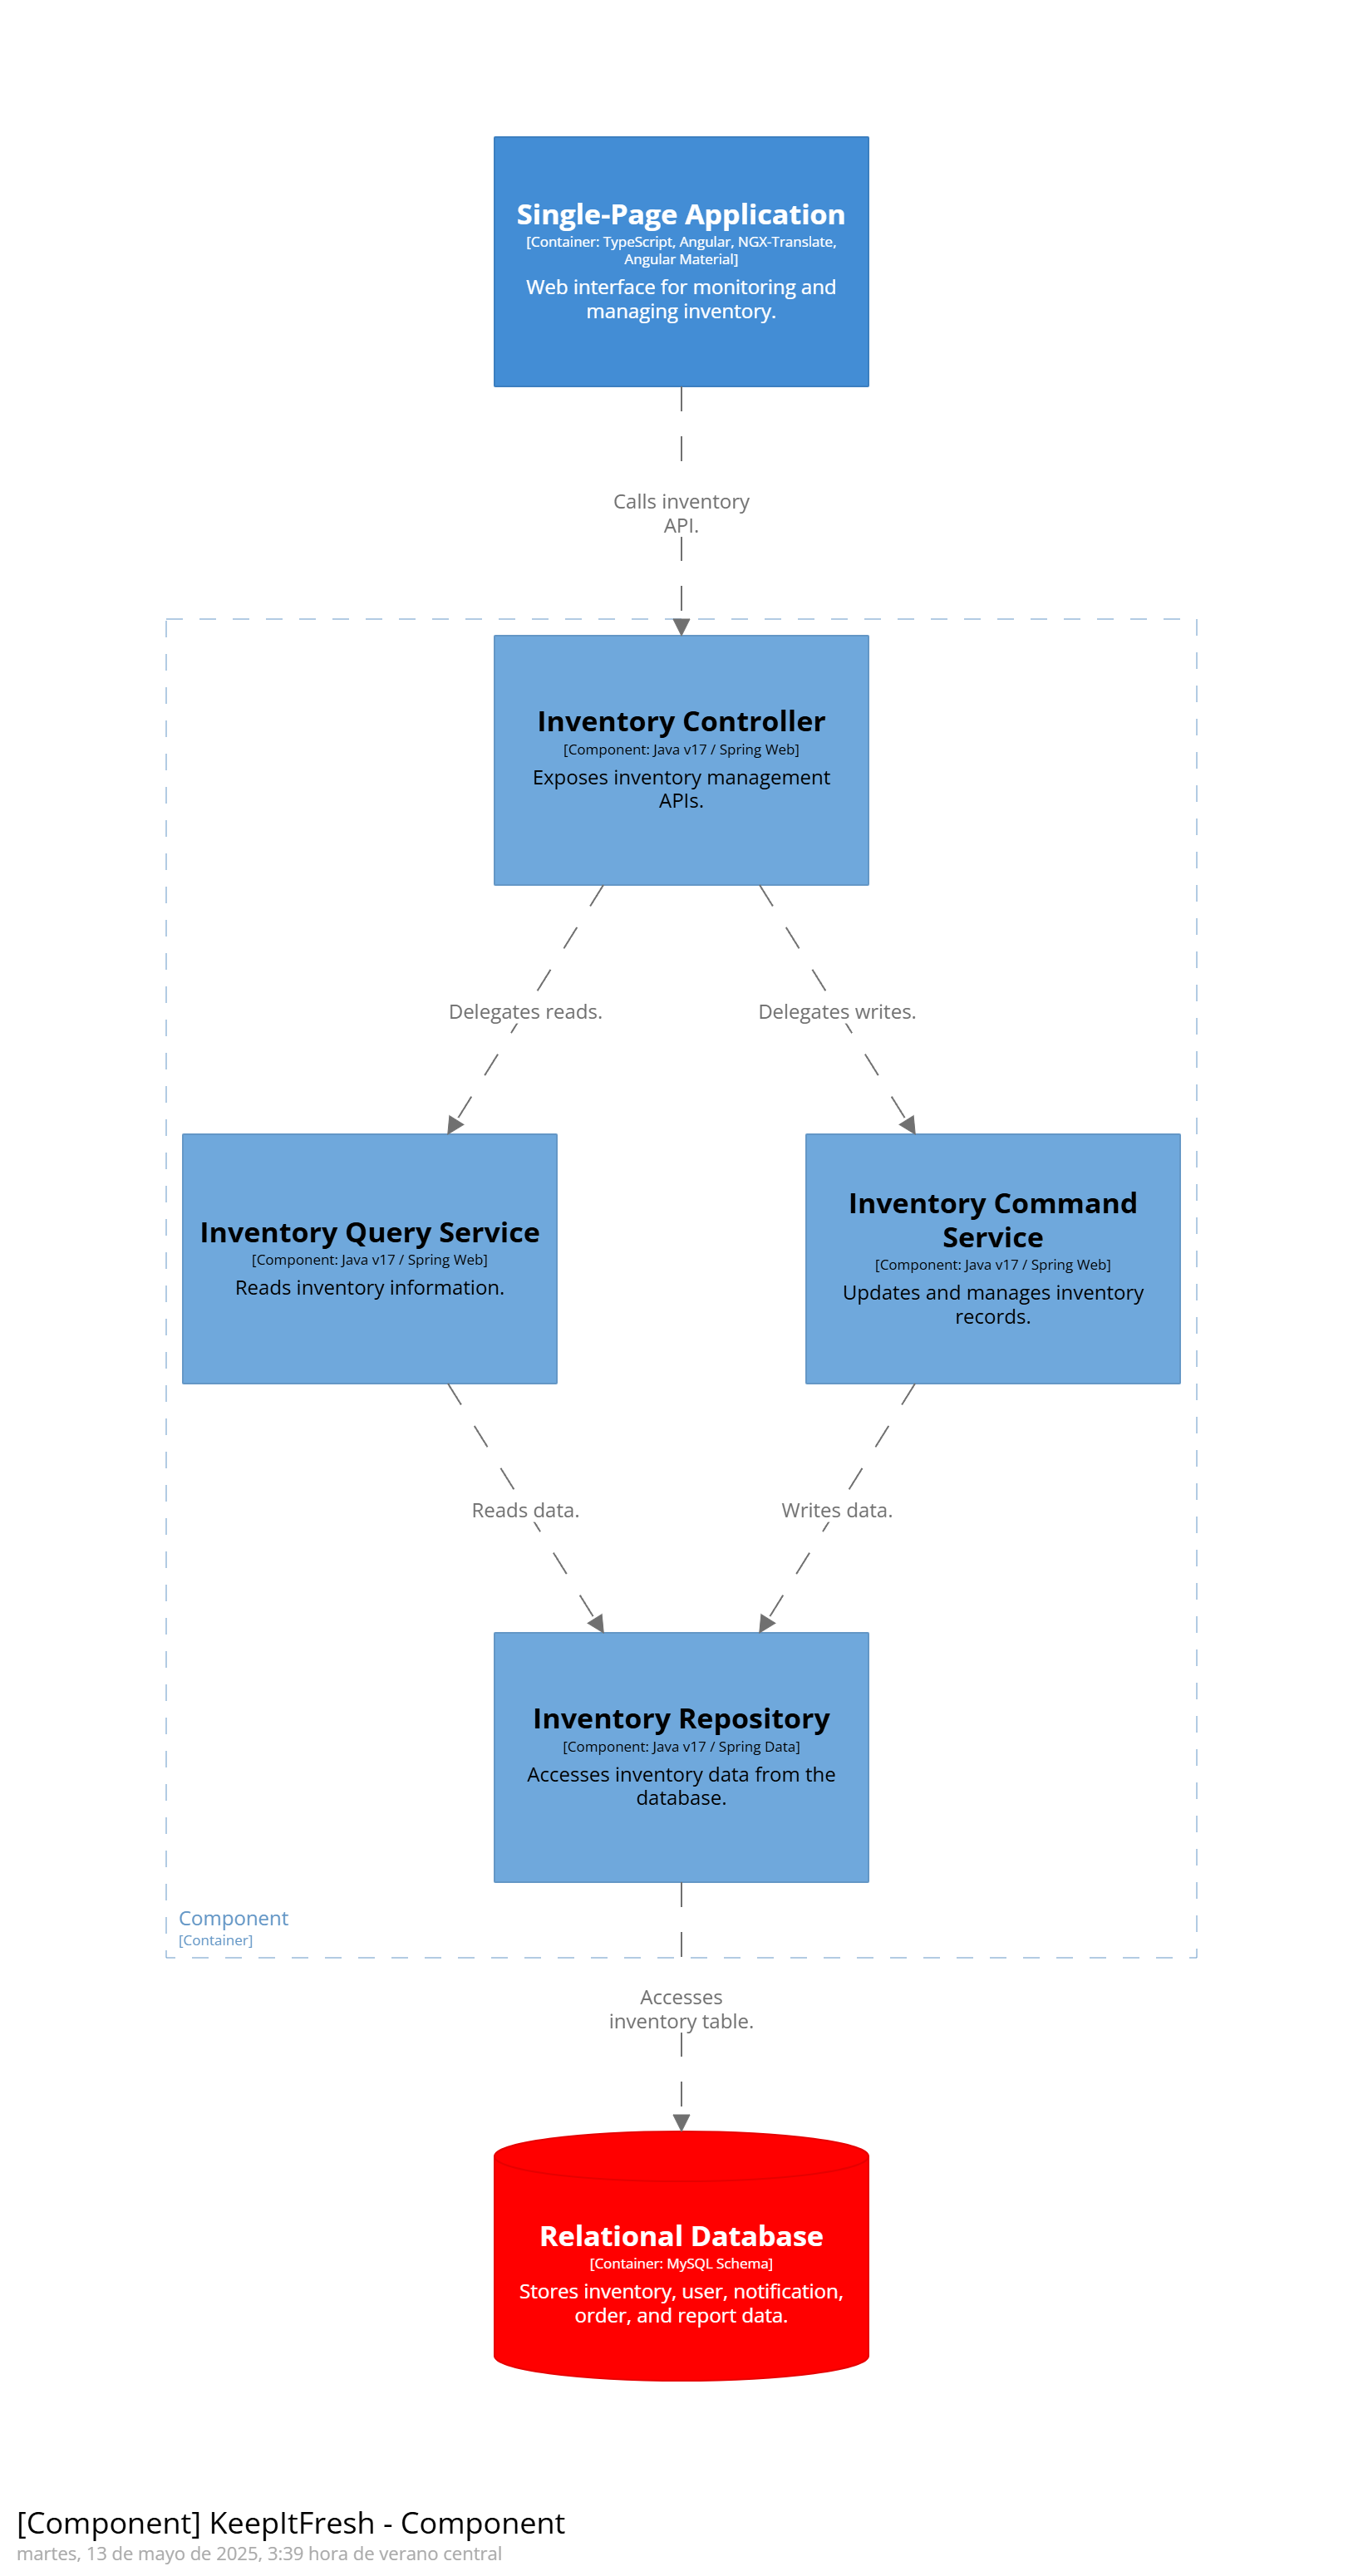 Single-Page Application
[Container: TypeScript, Angular, NGX-Translate,
Angular Material]
Web interface for monitoring and
managing inventory.
Calls inventory
API.
Inventory Controller
[Component: Java v17 / Spring Web]
Exposes inventory management
APIs.
Delegates reads.
Delegates writes.
Inventory Query Service
[Component: Java v17 / Spring Web]
Reads inventory information.
Inventory Command
Service
[Component: Java v17 / Spring Web]
Updates and manages inventory
records.
Reads data.
Writes data.
Inventory Repository
[Component: Java v17 / Spring Data]
Accesses inventory data from the
database.
Component
[Container]
Accesses
inventory table.
Relational Database
[Container: MySQL Schema]
Stores inventory, user, notification,
order, and report data.
[Component] KeepItFresh - Component
martes, 13 de mayo de 2025, 3:39 hora de verano central